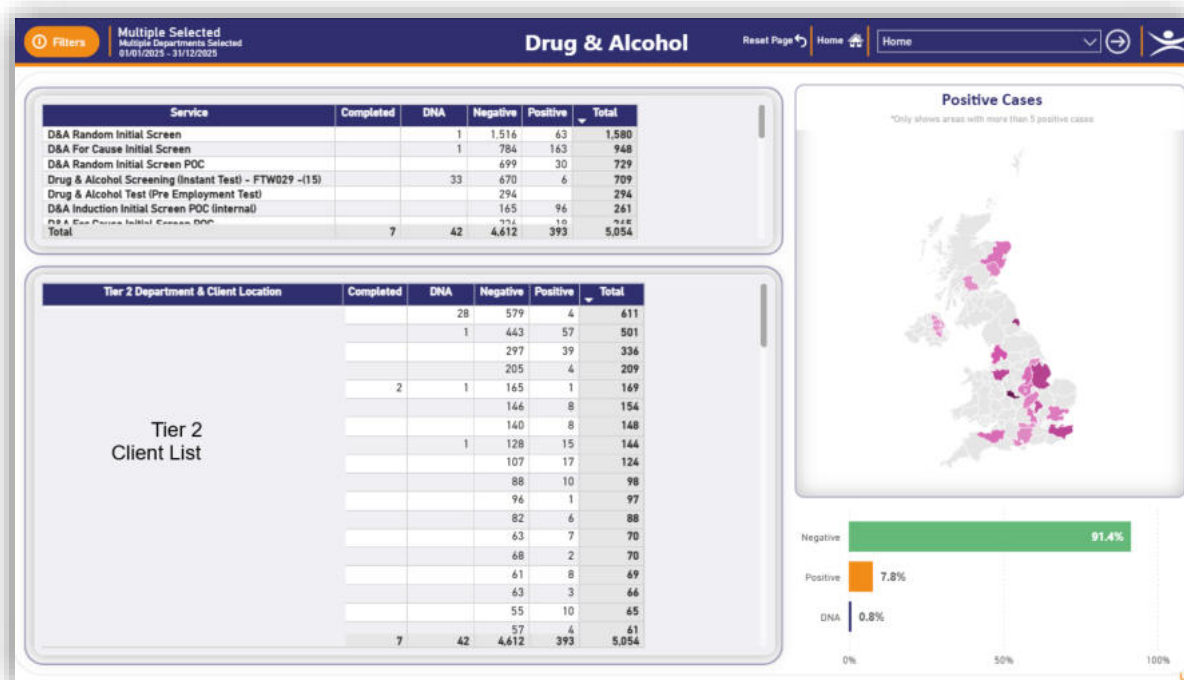 Filters
Multiple Selected
Multiple Departments Selected
01/01/2025 - 31/12/2025
Drug & Alcohol
Reset Page
Home
Home
Service Completed DNA Negative Positive Total
D&A Random Initial Screen 1 1,516 63 1,580
D&A For Cause Initial Screen 1 784 163 948
D&A Random Initial Screen POC 699 30 729
Drug & Alcohol Screening (Instant Test) - FTW029 -(15) 33 670 6 709
Drug & Alcohol Test (Pre Employment Test) 294 294
D&A Induction Initial Screen POC (internal) 165 96 261
D&A For Cause Initial Screen POC
Total 7 42 4,612 393 5,054
Tier 2 Department & Client Location Completed DNA Negative Positive Total
28 579 4 611
1 443 57 501
297 39 336
205 4 209
2 1 165 1 169
146 8 154
140 8 148
1 128 15 144
107 17 124
88 10 98
96 1 97
82 6 88
63 7 70
68 2 70
61 8 69
63 3 66
55 10 65
57 4 61
7 42 4,612 393 5,054
Tier 2
Client List
Positive Cases
*Only shows areas with more than 5 positive cases
Negative 91.4%
Positive 7.8%
DNA 0.8%
0% 50% 100%